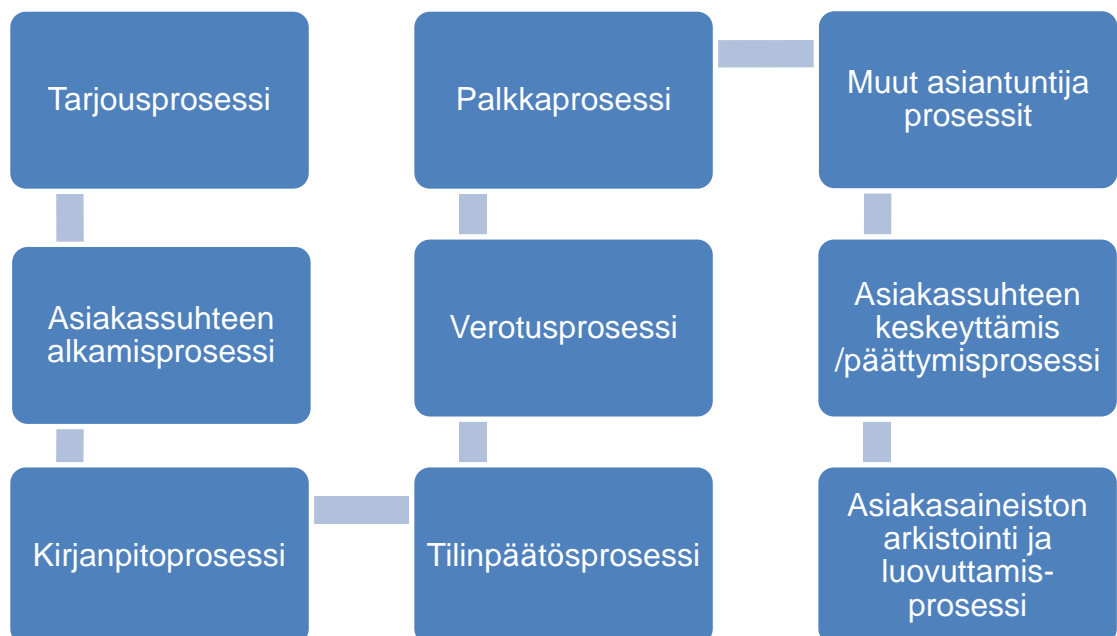 Tarjousprosessi
Asiakassuhteen
alkamisprosessi
Kirjanpitoprosessi
Tilinpäätösprosessi
Verotusprosessi
Palkkaprosessi
Muut asiantuntija
prosessit
Asiakassuhteen
keskeyttämis
/päättymisprosessi
Asiakasaineiston
arkistointi ja
luovuttamis-
prosessi